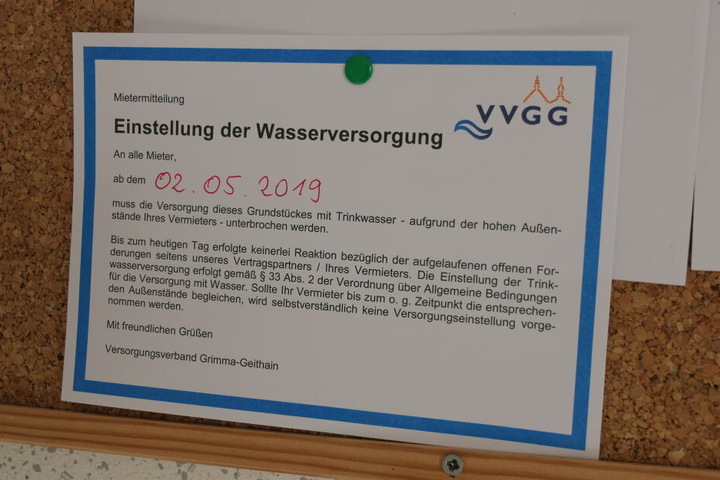 VVGG
Mietermitteilung
Einstellung der Wasserversorgung
An alle Mieter,
ab dem 02.05.2019
muss die Versorgung dieses Grundstückes mit Trinkwasser - aufgrund der hohen Außen-
stände Ihres Vermieters - unterbrochen werden.
Bis zum heutigen Tag erfolgte keinerlei Reaktion bezüglich der aufgelaufenen offenen For-
derungen seitens unseres Vertragspartners / Ihres Vermieters. Die Einstellung der Trink-
wasserversorgung erfolgt gemäß § 33 Abs. 2 der Verordnung über Allgemeine Bedingungen
für die Versorgung mit Wasser. Sollte Ihr Vermieter bis zum o. g. Zeitpunkt die entsprechen-
den Außenstände begleichen, wird selbstverständlich keine Versorgungseinstellung vorge-
nommen werden.
Mit freundlichen Grüßen
Versorgungsverband Grimma-Geithain